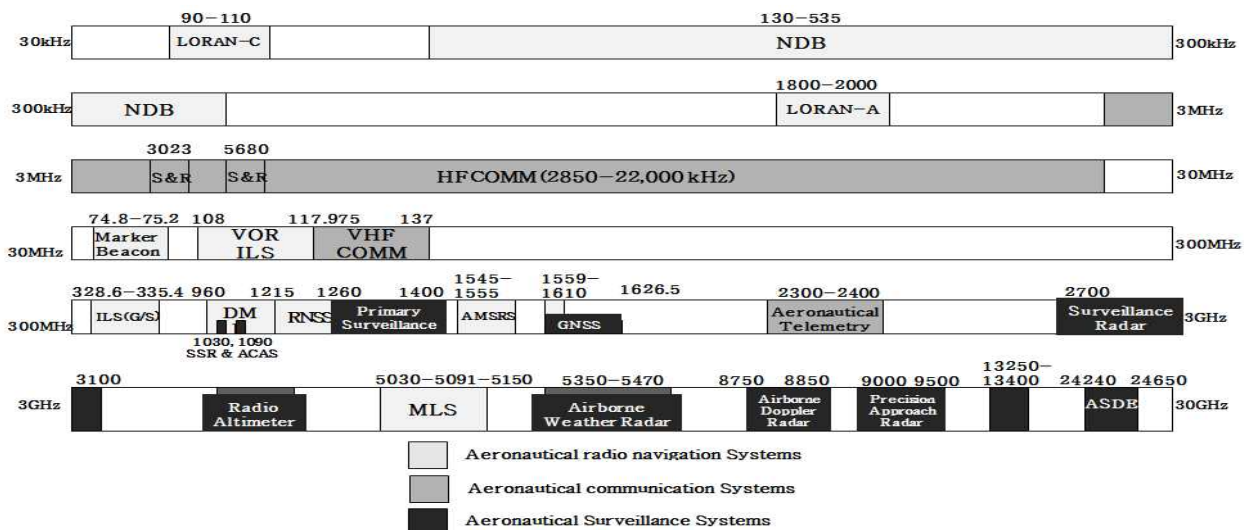 90-110 130-535
30kHz LORAN-C NDB 300kHz
1800-2000
300kHz NDB LORAN-A 3MHz
3023 5680
3MHz S&R S&R HF COMM (2850-22,000 kHz) 30MHz
74.8-75.2 108 117.975 137
30MHz Marker Beacon VOR ILS VHF COMM 300MHz
328.6-335.4 960 1215 1260 1400 1545-1555 1559-1610 1626.5 2300-2400 2700
300MHz ILS(G/S) DM RNSS Primary Surveillance AMSRS GNSS Aeronautical Telemetry Surveillance Radar 3GHz
1030, 1090
SSR & ACAS
3100 5030-5091-5150 5350-5470 8750 8850 9000 9500 13250-13400 24240 24650
3GHz Radio Altimeter MLS Airborne Weather Radar Airborne Doppler Radar Precision Approach Radar ASDE 30GHz
Aeronautical radio navigation Systems
Aeronautical communication Systems
Aeronautical Surveillance Systems